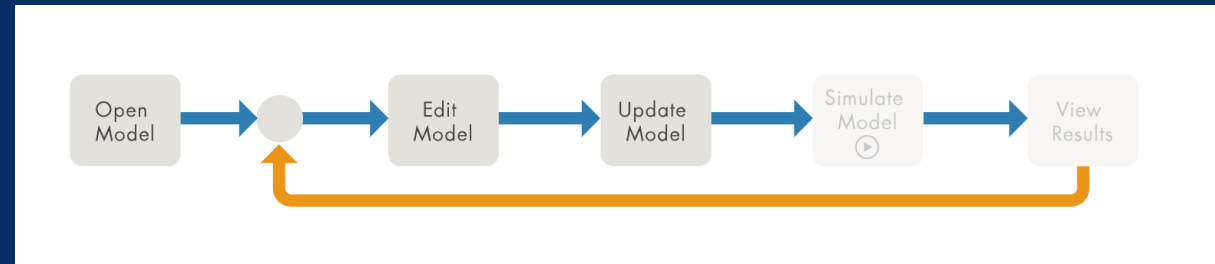 Open
Model
Edit
Model
Update
Model
Simulate
Model
View
Results